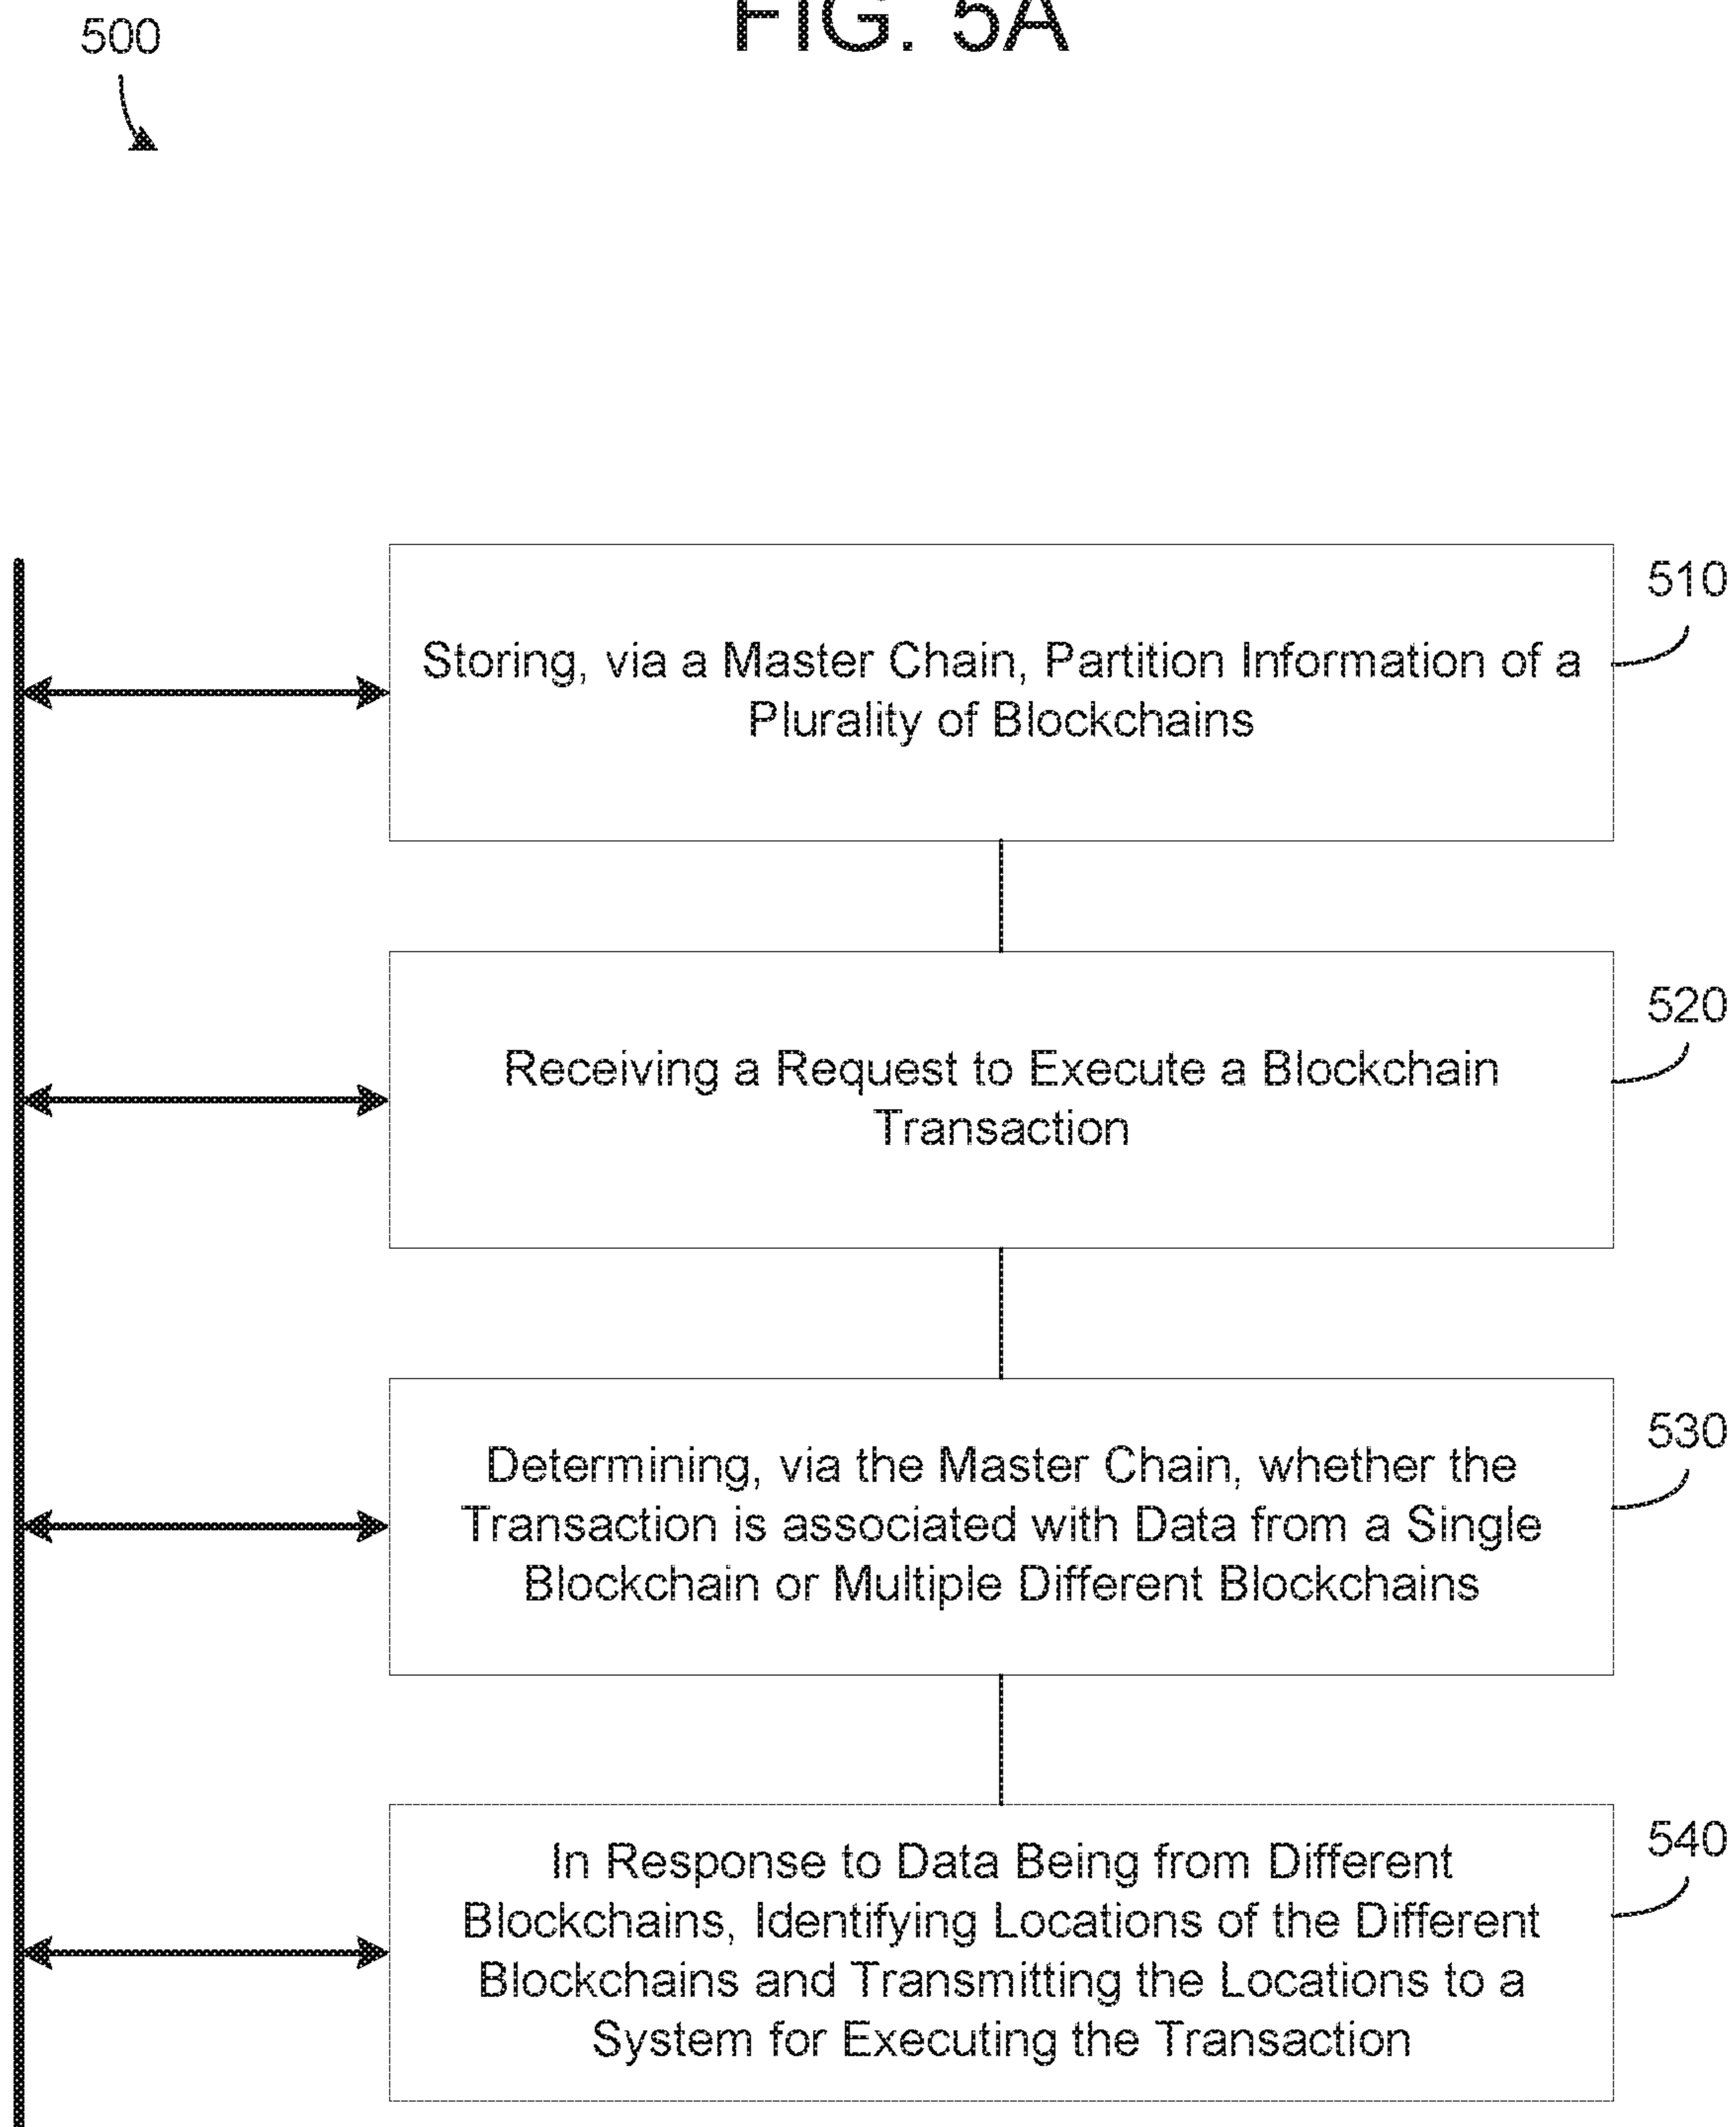 FIG. 5A
500
510
Storing, via a Master Chain, Partition Information of a
Plurality of Blockchains
520
Receiving a Request to Execute a Blockchain
Transaction
530
Determining, via the Master Chain, whether the
Transaction is associated with Data from a Single
Blockchain or Multiple Different Blockchains
540
In Response to Data Being from Different
Blockchains, Identifying Locations of the Different
Blockchains and Transmitting the Locations to a
System for Executing the Transaction